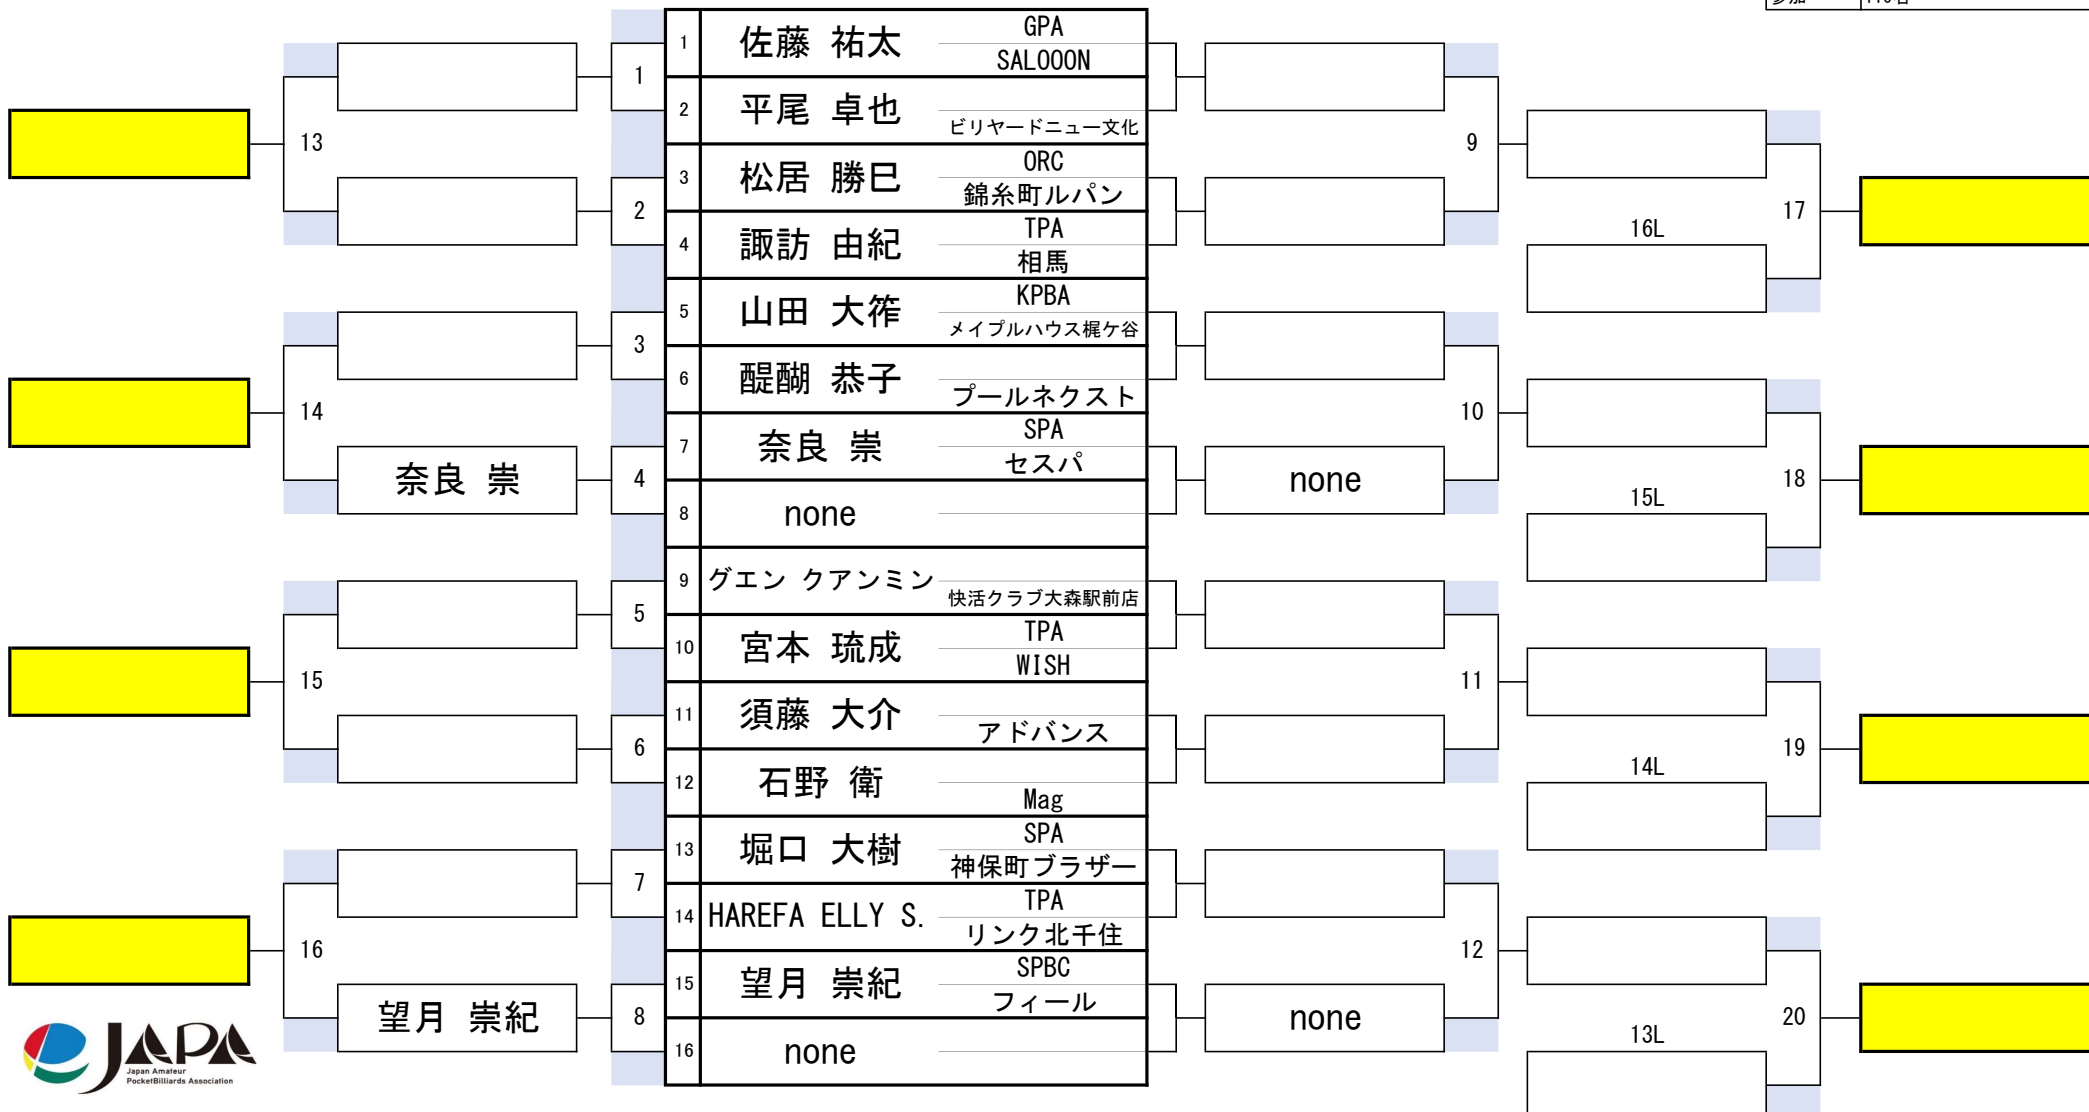 1 佐藤 祐太 GPA
SALOOON
2 平尾 卓也
ビリヤードニュー文化
3 松居 勝巳 ORC
錦糸町ルパン
4 諏訪 由紀 TPA
相馬
5 山田 大筰 KPBA
メイプルハウス梶ケ谷
6 醍醐 恭子
プールネクスト
7 奈良 崇 SPA
セスパ
8 none
9 グエン クアンミン
快活クラブ大森駅前店
10 宮本 琉成 TPA
WISH
11 須藤 大介
アドバンス
12 石野 衛
Mag
13 堀口 大樹 SPA
神保町ブラザー
14 HAREFA ELLY S. TPA
リンク北千住
15 望月 崇紀 SPBC
フィール
16 none
1
2
3
4
5
6
7
8
13
14
15
16
奈良 崇
望月 崇紀
none
none
9
10
11
12
16L
15L
14L
13L
17
18
19
20
JAPA
Japan Amateur
PocketBilliards Association